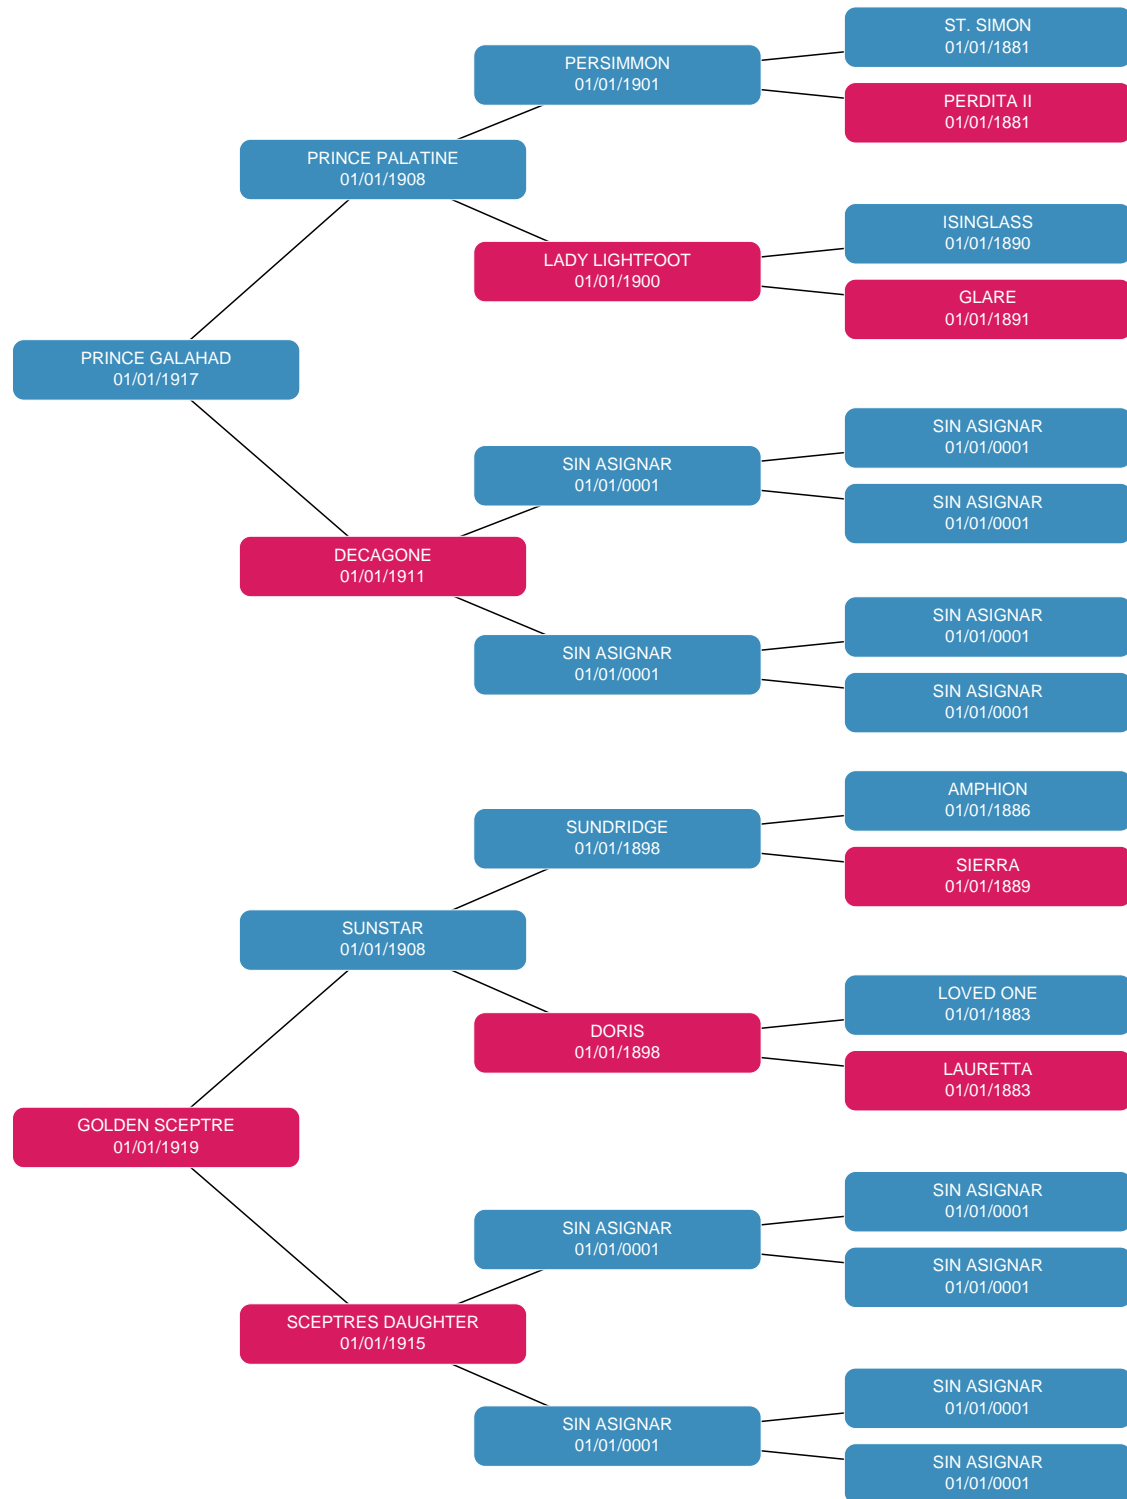 ST. SIMON
01/01/1881
PERSIMMON
01/01/1901
PERDITA II
01/01/1881
PRINCE PALATINE
01/01/1908
ISINGLASS
01/01/1890
LADY LIGHTFOOT
01/01/1900
GLARE
01/01/1891
PRINCE GALAHAD
01/01/1917
SIN ASIGNAR
01/01/0001
SIN ASIGNAR
01/01/0001
SIN ASIGNAR
01/01/0001
DECAGONE
01/01/1911
SIN ASIGNAR
01/01/0001
SIN ASIGNAR
01/01/0001
SIN ASIGNAR
01/01/0001
AMPHION
01/01/1886
SUNDRIDGE
01/01/1898
SIERRA
01/01/1889
SUNSTAR
01/01/1908
LOVED ONE
01/01/1883
DORIS
01/01/1898
LAURETTA
01/01/1883
GOLDEN SCEPTRE
01/01/1919
SIN ASIGNAR
01/01/0001
SIN ASIGNAR
01/01/0001
SIN ASIGNAR
01/01/0001
SCEPTRES DAUGHTER
01/01/1915
SIN ASIGNAR
01/01/0001
SIN ASIGNAR
01/01/0001
SIN ASIGNAR
01/01/0001